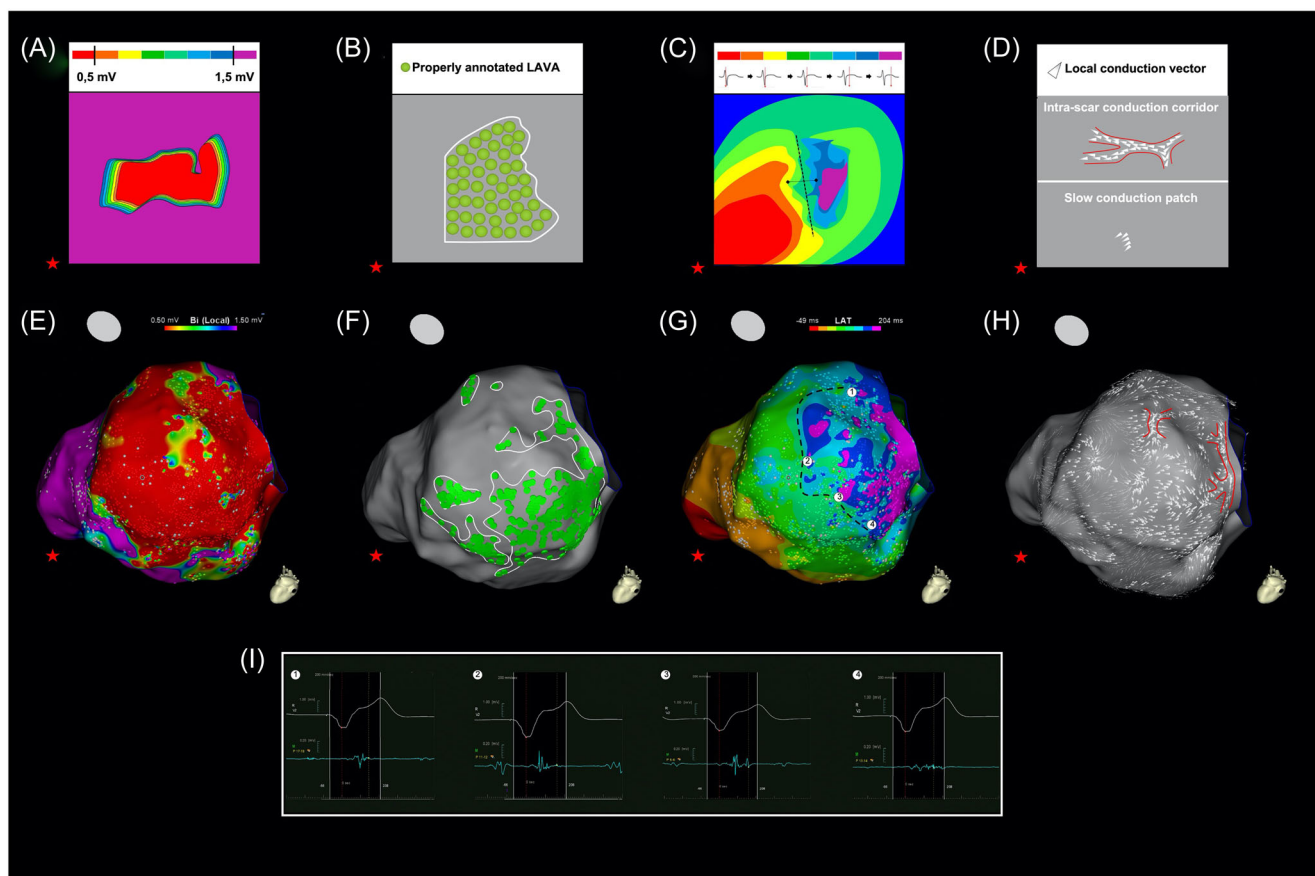 (A)
0,5 mV 1,5 mV
(B)
Properly annotated LAVA
(C)
(D)
Local conduction vector
Intra-scar conduction corridor
Slow conduction patch
(E)
0.50 mV Bi (Local) 1.50 mV
(F)
(G)
-49 ms LAT 204 ms
1
2
3
4
(H)
(I)
1
2
3
4